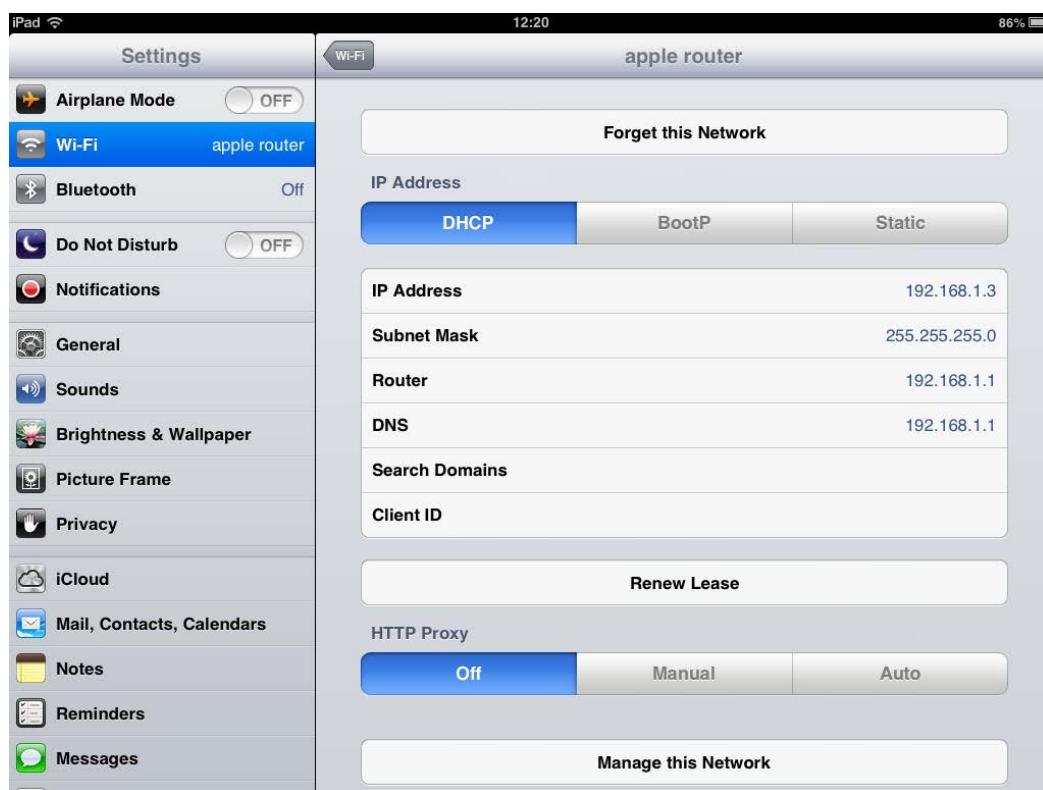 iPad 12:20 86%
Settings
Airplane Mode OFF
Wi-Fi apple router
Bluetooth Off
Do Not Disturb OFF
Notifications
General
Sounds
Brightness & Wallpaper
Picture Frame
Privacy
iCloud
Mail, Contacts, Calendars
Notes
Reminders
Messages
Wi-Fi apple router
Forget this Network
IP Address
DHCP BootP Static
IP Address 192.168.1.3
Subnet Mask 255.255.255.0
Router 192.168.1.1
DNS 192.168.1.1
Search Domains
Client ID
Renew Lease
HTTP Proxy
Off Manual Auto
Manage this Network